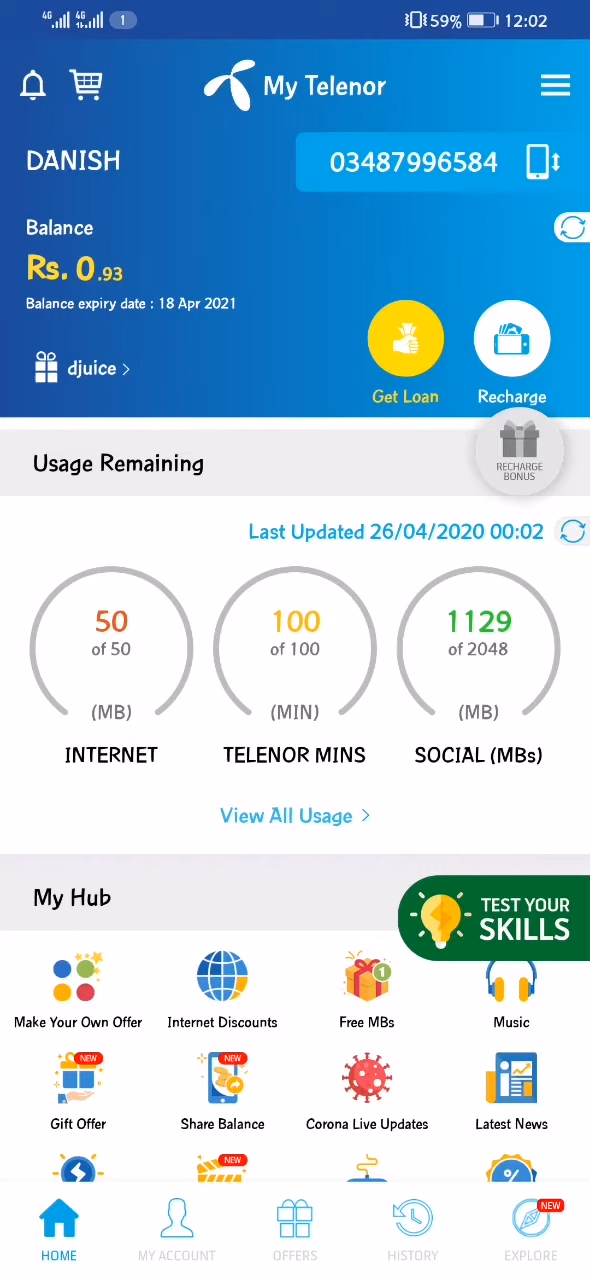 4G 4G 1 59% 12:02
My Telenor
DANISH
03487996584
Balance
Rs. 0.93
Balance expiry date : 18 Apr 2021
djuice >
Get Loan
Recharge
RECHARGE
BONUS
Usage Remaining
Last Updated 26/04/2020 00:02
50
of 50
(MB)
INTERNET
100
of 100
(MIN)
TELENOR MINS
1129
of 2048
(MB)
SOCIAL (MBs)
View All Usage >
My Hub
TEST YOUR
SKILLS
Make Your Own Offer
Internet Discounts
1
Free MBs
Music
NEW
Gift Offer
NEW
Share Balance
Corona Live Updates
Latest News
NEW
%
HOME
MY ACCOUNT
OFFERS
HISTORY
NEW
EXPLORE